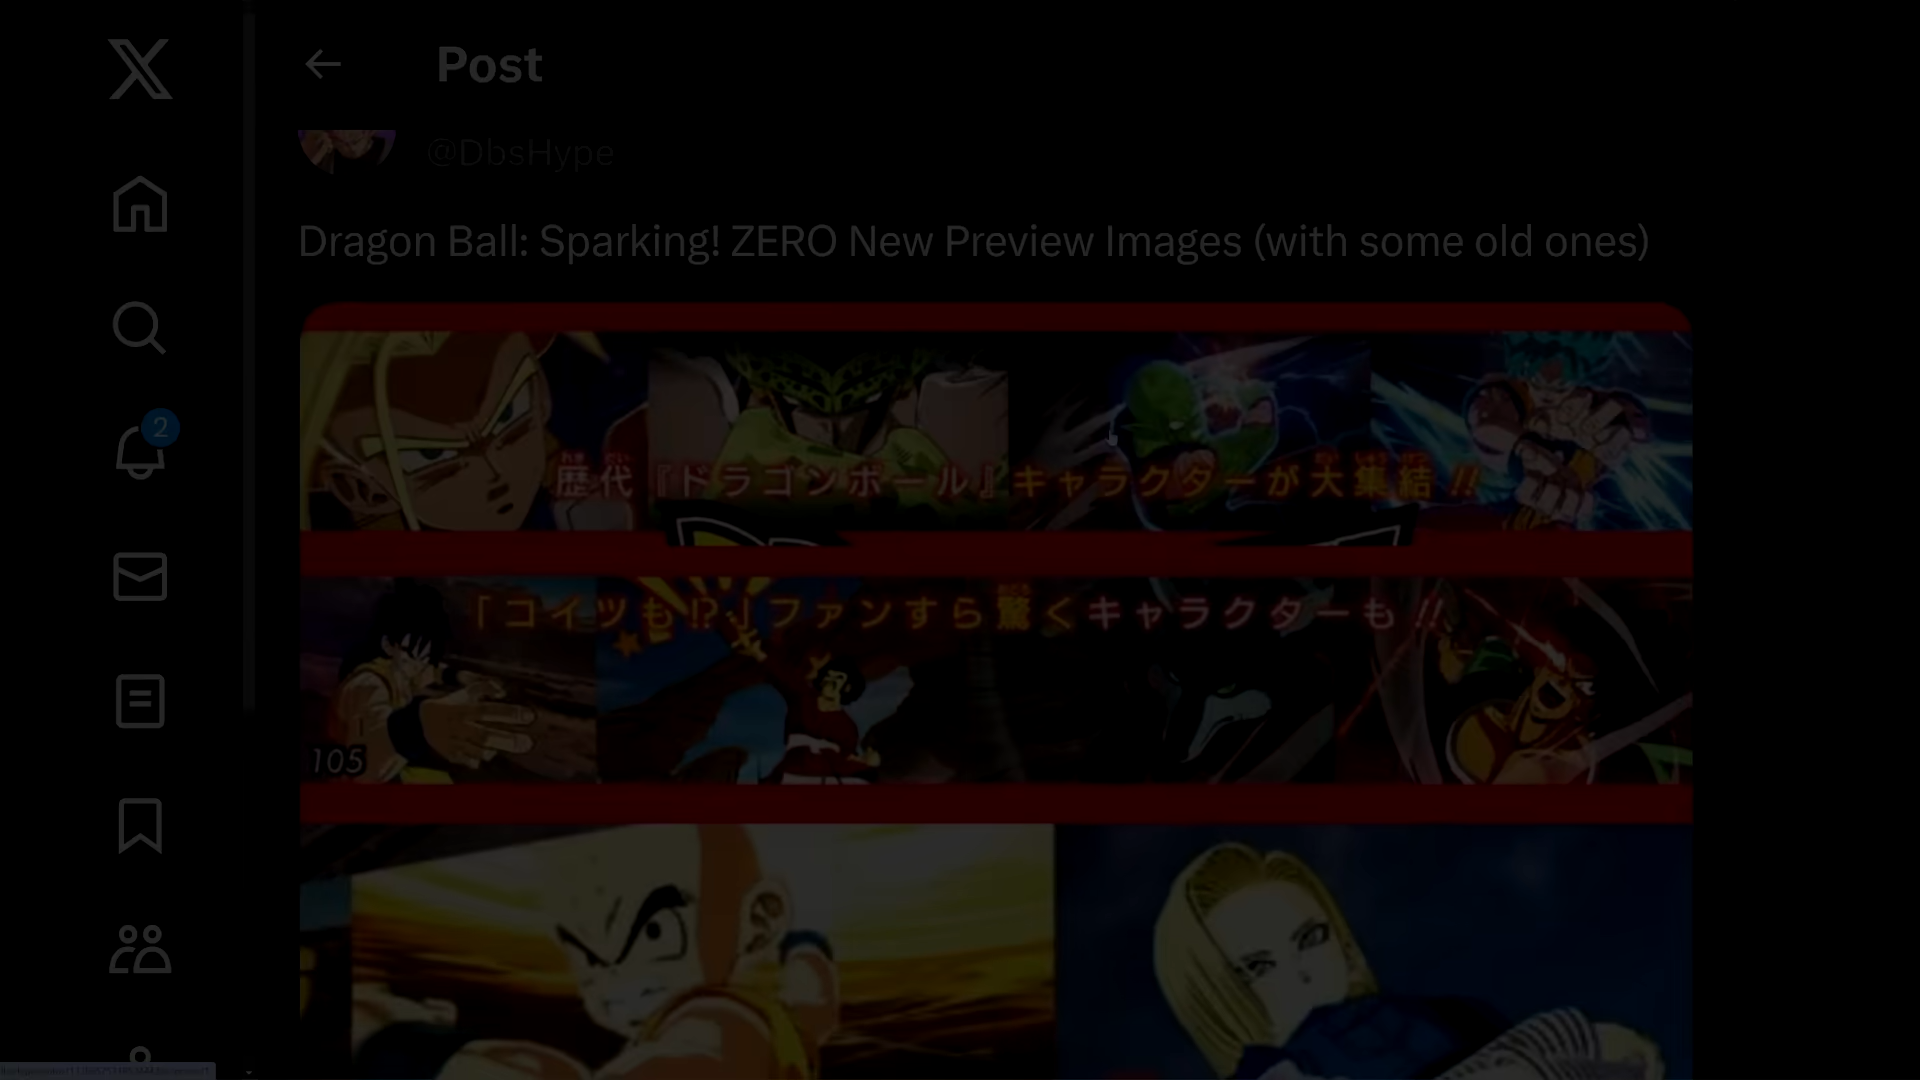 Post
@DbsHype
Dragon Ball: Sparking! ZERO New Preview Images (with some old ones)
2
歴代『ドラゴンボール』キャラクターが大集結!!
「コイツも!?」ファンすら驚くキャラクターも!!
105